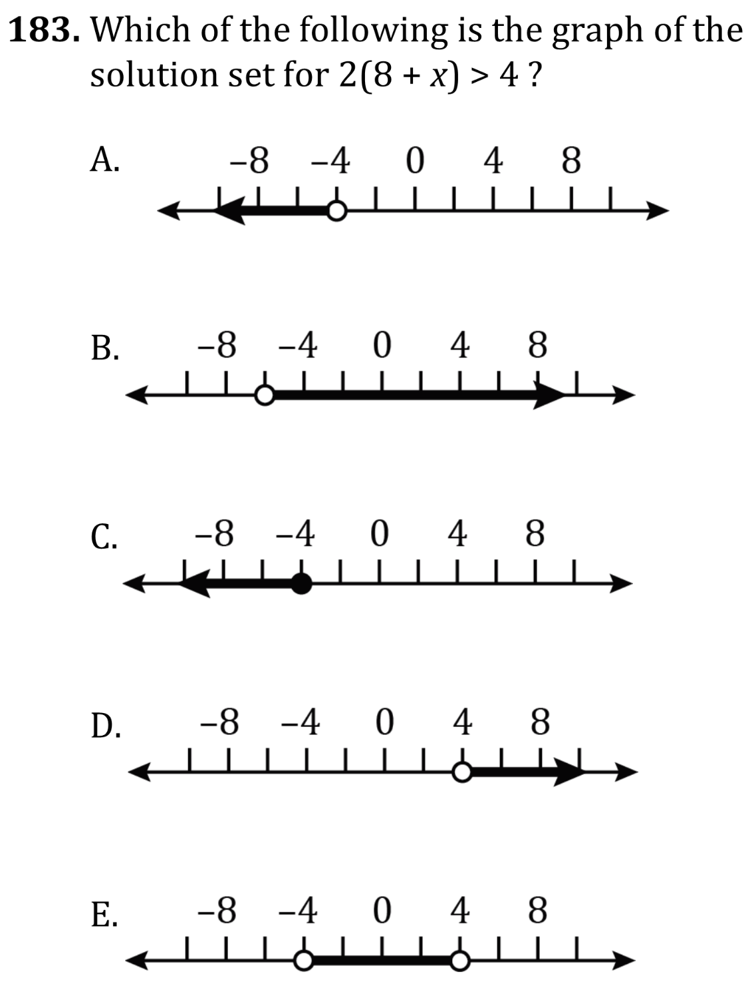 183. Which of the following is the graph of the
solution set for 2(8 + x) > 4 ?
A. –8 –4 0 4 8
B. –8 –4 0 4 8
C. –8 –4 0 4 8
D. –8 –4 0 4 8
E. –8 –4 0 4 8